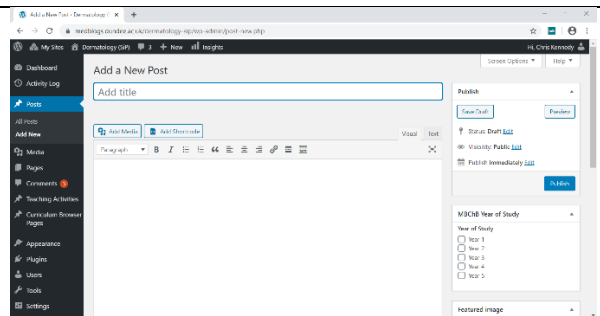 Add a New Post - Dermatology (
medblogs.dundee.ac.uk/dermatology-sip/wp-admin/post-new.php
My Sites Dermatology (SIP) 3 New Insights Hi, Chris Kennedy
Screen Options Help
Dashboard
Activity Log
Posts
All Posts
Add New
Media
Pages
Comments
Teaching Activities
Curriculum Browser
Pages
Appearance
Plugins
Users
Tools
Settings
Add a New Post
Add title
Add Media Add Shortcode
Visual Text
Paragraph
Publish
Save Draft Preview
Status: Draft Edit
Visibility: Public Edit
Publish immediately Edit
Publish
MBChB Year of Study
Year of Study
Year 1
Year 2
Year 3
Year 4
Year 5
Featured image